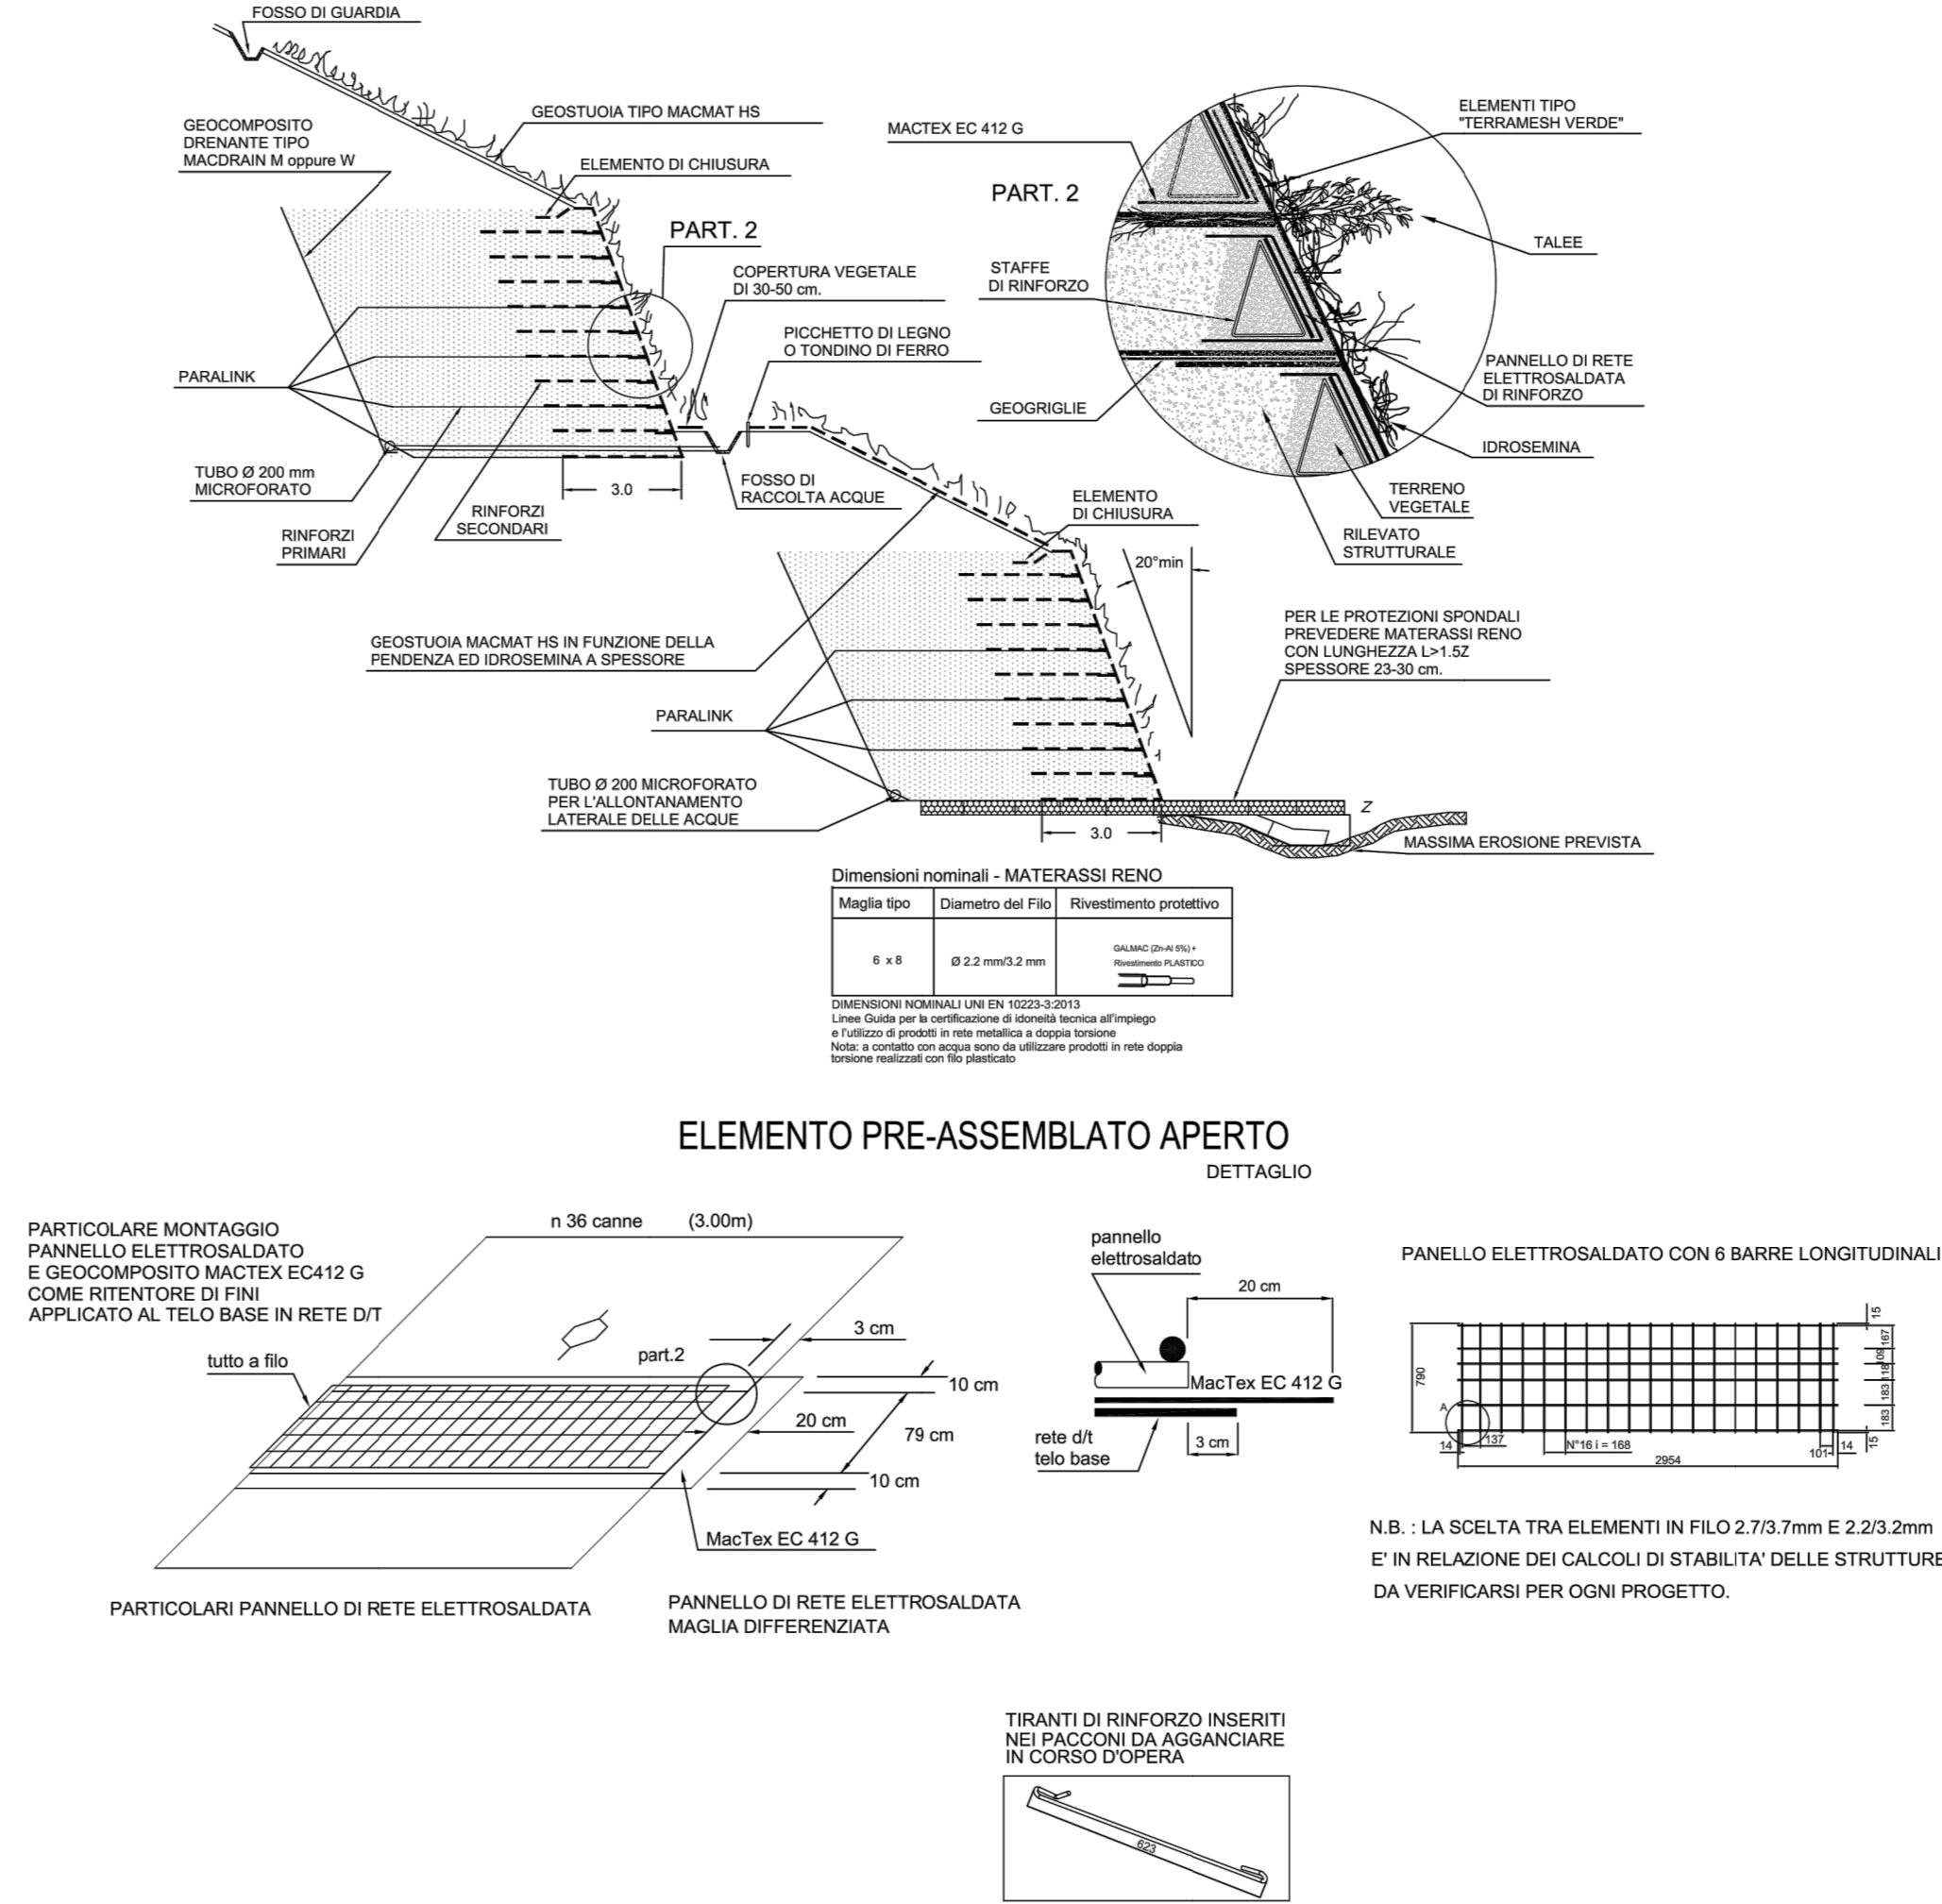 FOSSO DI GUARDIA
GEOCOMPOSITO
DRENANTE TIPO
MACDRAIN M oppure W
GEOSTUOIA TIPO MACMAT HS
ELEMENTO DI CHIUSURA
PART. 2
COPERTURA VEGETALE
DI 30-50 cm.
PICCHETTO DI LEGNO
O TONDINO DI FERRO
PARALINK
TUBO Ø 200 mm
MICROFORATO
RINFORZI
PRIMARI
RINFORZI
SECONDARI
3.0
FOSSO DI
RACCOLTA ACQUE
MACTEX EC 412 G
PART. 2
ELEMENTI TIPO
"TERRAMESH VERDE"
TALEE
STAFFE
DI RINFORZO
GEOGRIGLIE
PANNELLO DI RETE
ELETTROSALDATA
DI RINFORZO
IDROSEMINA
TERRENO
VEGETALE
RILEVATO
STRUTTURALE
ELEMENTO
DI CHIUSURA
20°min
GEOSTUOIA MACMAT HS IN FUNZIONE DELLA
PENDENZA ED IDROSEMINA A SPESSORE
PER LE PROTEZIONI SPONDALI
PREVEDERE MATERASSI RENO
CON LUNGHEZZA L>1.5Z
SPESSORE 23-30 cm.
PARALINK
TUBO Ø 200 MICROFORATO
PER L'ALLONTANAMENTO
LATERALE DELLE ACQUE
3.0
Z
MASSIMA EROSIONE PREVISTA
Dimensioni nominali - MATERASSI RENO
Maglia tipo Diametro del Filo Rivestimento protettivo
6 x 8 Ø 2.2 mm/3.2 mm GALMAC (Zn-Al 5%) +
Rivestimento PLASTICO
DIMENSIONI NOMINALI UNI EN 10223-3:2013
Linee Guida per la certificazione di idoneità tecnica all'impiego
e l'utilizzo di prodotti in rete metallica a doppia torsione
Nota: a contatto con acqua sono da utilizzare prodotti in rete doppia
torsione realizzati con filo plasticato
ELEMENTO PRE-ASSEMBLATO APERTO
DETTAGLIO
PARTICOLARE MONTAGGIO
PANNELLO ELETTROSALDATO
E GEOCOMPOSITO MACTEX EC412 G
COME RITENTORE DI FINI
APPLICATO AL TELO BASE IN RETE D/T
n 36 canne (3.00m)
tutto a filo
part.2
3 cm
10 cm
20 cm
79 cm
10 cm
MacTex EC 412 G
PARTICOLARI PANNELLO DI RETE ELETTROSALDATA
PANNELLO DI RETE ELETTROSALDATA
MAGLIA DIFFERENZIATA
pannello
elettrosaldato
20 cm
MacTex EC 412 G
rete d/t
telo base
3 cm
PANELLO ELETTROSALDATO CON 6 BARRE LONGITUDINALI
790
A
14
137
N°16 i = 168
2954
101
14
15
167
109
118
183
183
15
N.B. : LA SCELTA TRA ELEMENTI IN FILO 2.7/3.7mm E 2.2/3.2mm
E' IN RELAZIONE DEI CALCOLI DI STABILITA' DELLE STRUTTURE
DA VERIFICARSI PER OGNI PROGETTO.
TIRANTI DI RINFORZO INSERITI
NEI PACCONI DA AGGANCIARE
IN CORSO D'OPERA
623